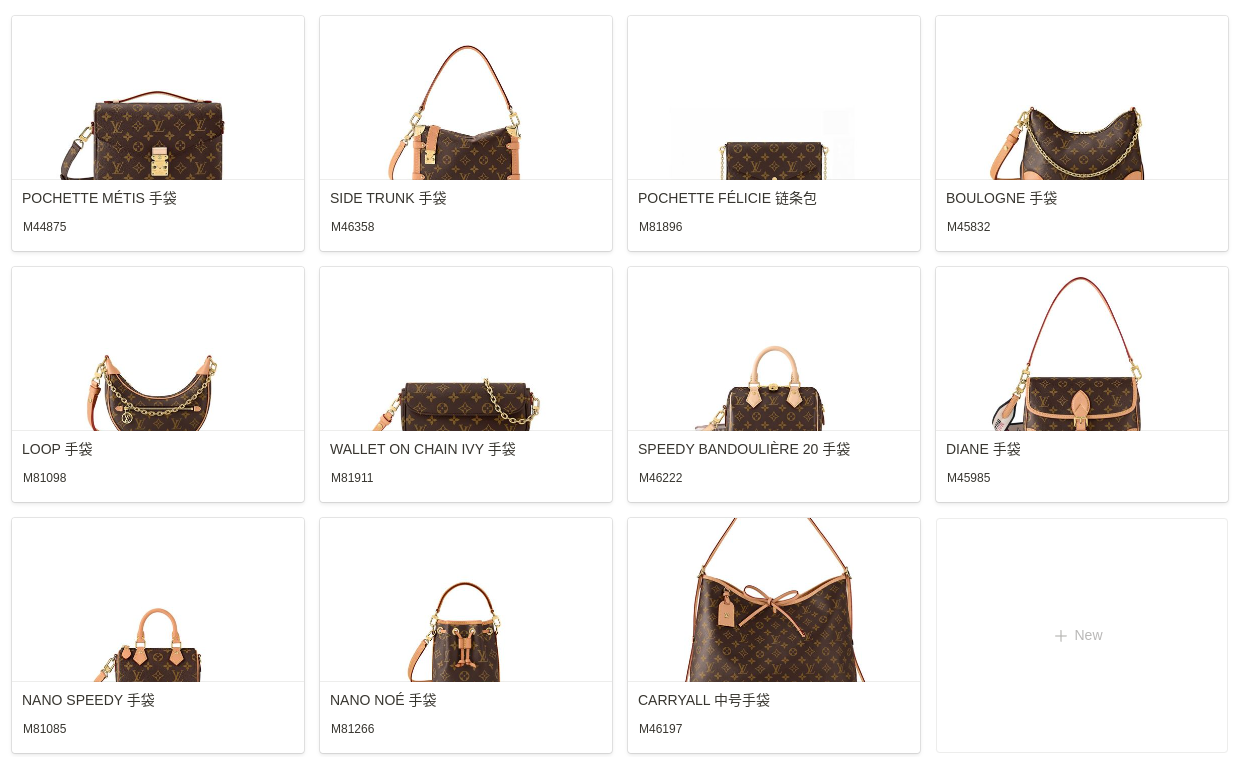 POCHETTE MÉTIS 手袋
M44875
SIDE TRUNK 手袋
M46358
POCHETTE FÉLICIE 链条包
M81896
BOULOGNE 手袋
M45832
LOOP 手袋
M81098
WALLET ON CHAIN IVY 手袋
M81911
SPEEDY BANDOULIÈRE 20 手袋
M46222
DIANE 手袋
M45985
NANO SPEEDY 手袋
M81085
NANO NOÉ 手袋
M81266
CARRYALL 中号手袋
M46197
+ New